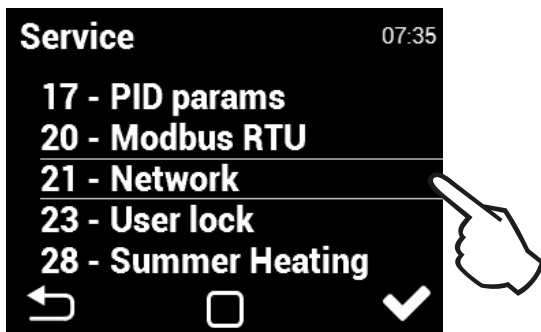 Service 07:35
17 - PID params
20 - Modbus RTU
21 - Network
23 - User lock
28 - Summer Heating